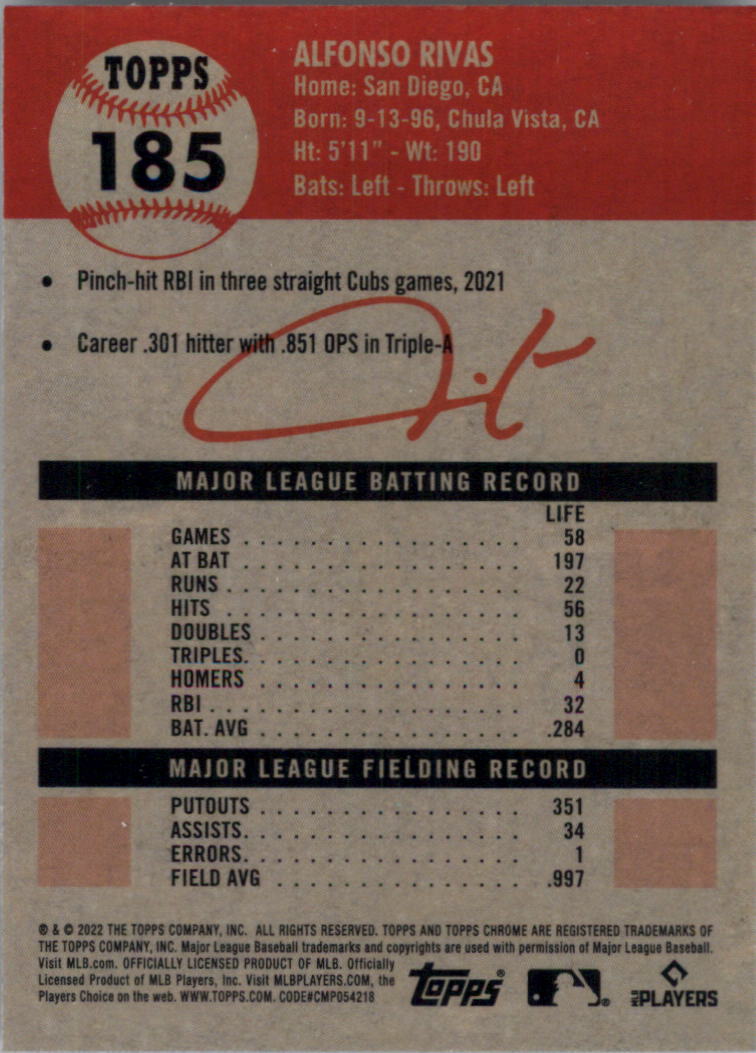 TOPPS
185
ALFONSO RIVAS
Home: San Diego, CA
Born: 9-13-96, Chula Vista, CA
Ht: 5'11" - Wt: 190
Bats: Left - Throws: Left
• Pinch-hit RBI in three straight Cubs games, 2021
• Career .301 hitter with .851 OPS in Triple-A
MAJOR LEAGUE BATTING RECORD
LIFE
GAMES . . . . . . . . . . . . . . . . . 58
AT BAT . . . . . . . . . . . . . . . . . 197
RUNS . . . . . . . . . . . . . . . . . . 22
HITS . . . . . . . . . . . . . . . . . . 56
DOUBLES . . . . . . . . . . . . . . . . 13
TRIPLES. . . . . . . . . . . . . . . . . 0
HOMERS . . . . . . . . . . . . . . . . 4
RBI . . . . . . . . . . . . . . . . . . . 32
BAT. AVG . . . . . . . . . . . . . . . . .284
MAJOR LEAGUE FIELDING RECORD
PUTOUTS . . . . . . . . . . . . . . . . 351
ASSISTS. . . . . . . . . . . . . . . . . 34
ERRORS. . . . . . . . . . . . . . . . . 1
FIELD AVG . . . . . . . . . . . . . . . .997
® & © 2022 THE TOPPS COMPANY, INC. ALL RIGHTS RESERVED. TOPPS AND TOPPS CHROME ARE REGISTERED TRADEMARKS OF
THE TOPPS COMPANY, INC. Major League Baseball trademarks and copyrights are used with permission of Major League Baseball.
Visit MLB.com. OFFICIALLY LICENSED PRODUCT OF MLB. Officially
Licensed Product of MLB Players, Inc. Visit MLBPLAYERS.COM, the
Players Choice on the web. WWW.TOPPS.COM. CODE#CMP054218
Topps®
®
MLB PLAYERS